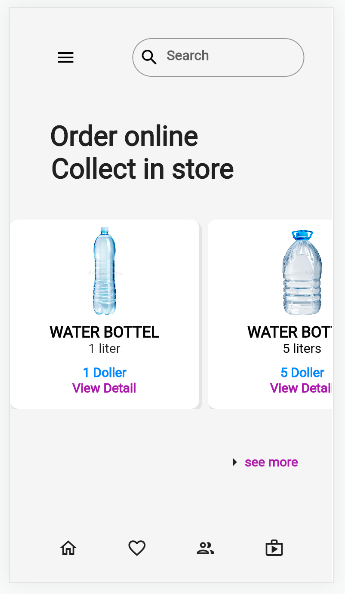 Search
Order online
Collect in store
WATER BOTTEL
1 liter
1 Doller
View Detail
WATER BOTT
5 liters
5 Doller
View Detail
see more